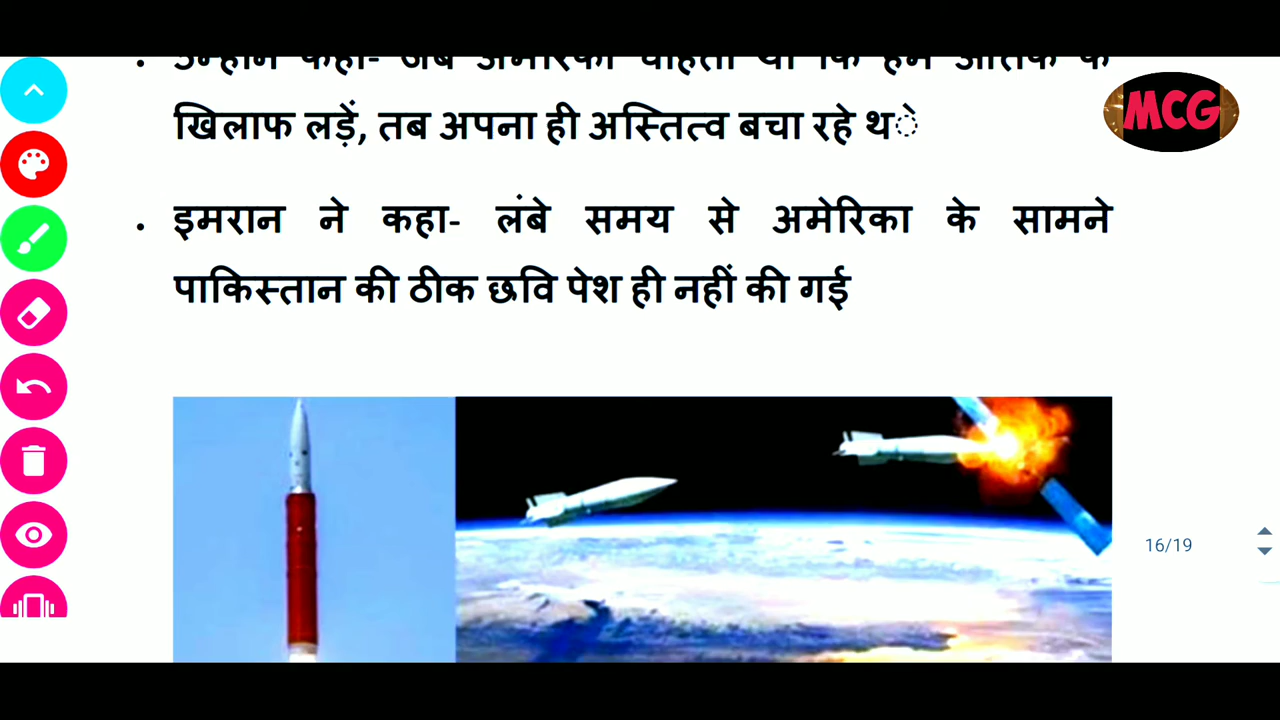 खिलाफ लड़ें, तब अपना ही अस्तित्व बचा रहे थे
इमरान ने कहा- लंबे समय से अमेरिका के सामने
पाकिस्तान की ठीक छवि पेश ही नहीं की गई
MCG
16/19